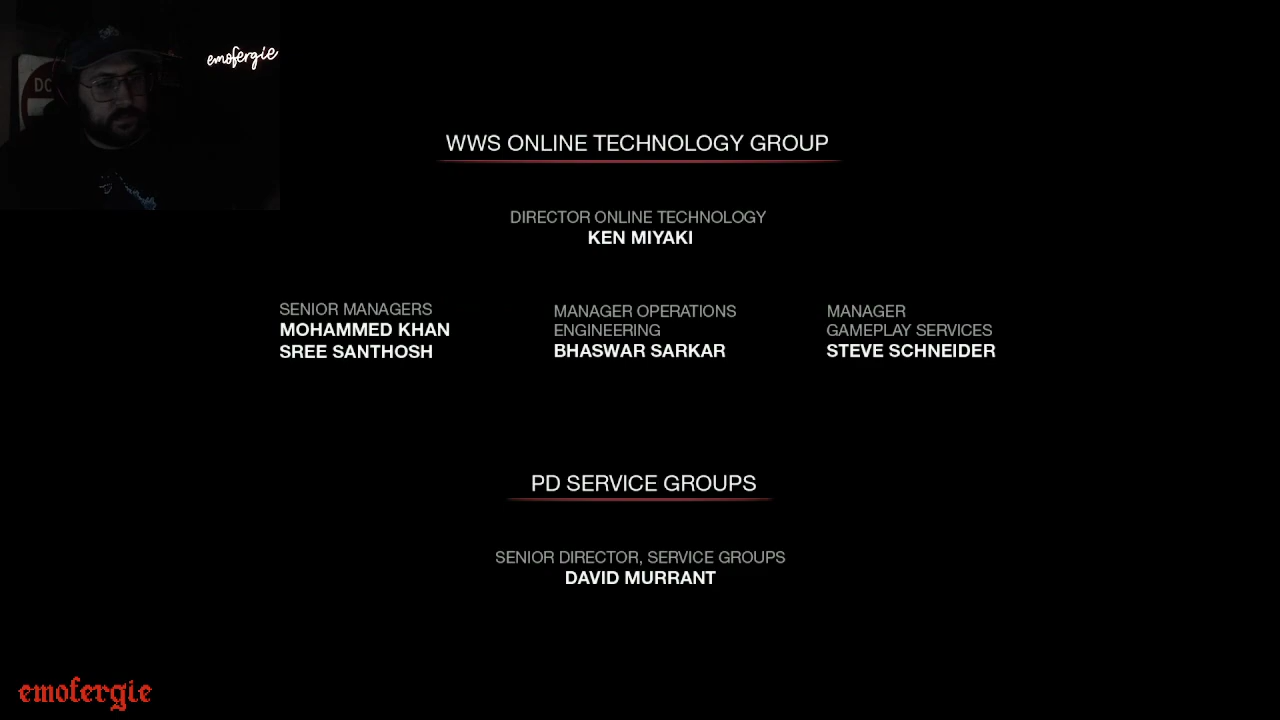 DC
emofergie
WWS ONLINE TECHNOLOGY GROUP
DIRECTOR ONLINE TECHNOLOGY
KEN MIYAKI
SENIOR MANAGERS
MOHAMMED KHAN
SREE SANTHOSH
MANAGER OPERATIONS
ENGINEERING
BHASWAR SARKAR
MANAGER
GAMEPLAY SERVICES
STEVE SCHNEIDER
PD SERVICE GROUPS
SENIOR DIRECTOR, SERVICE GROUPS
DAVID MURRANT
emofergie